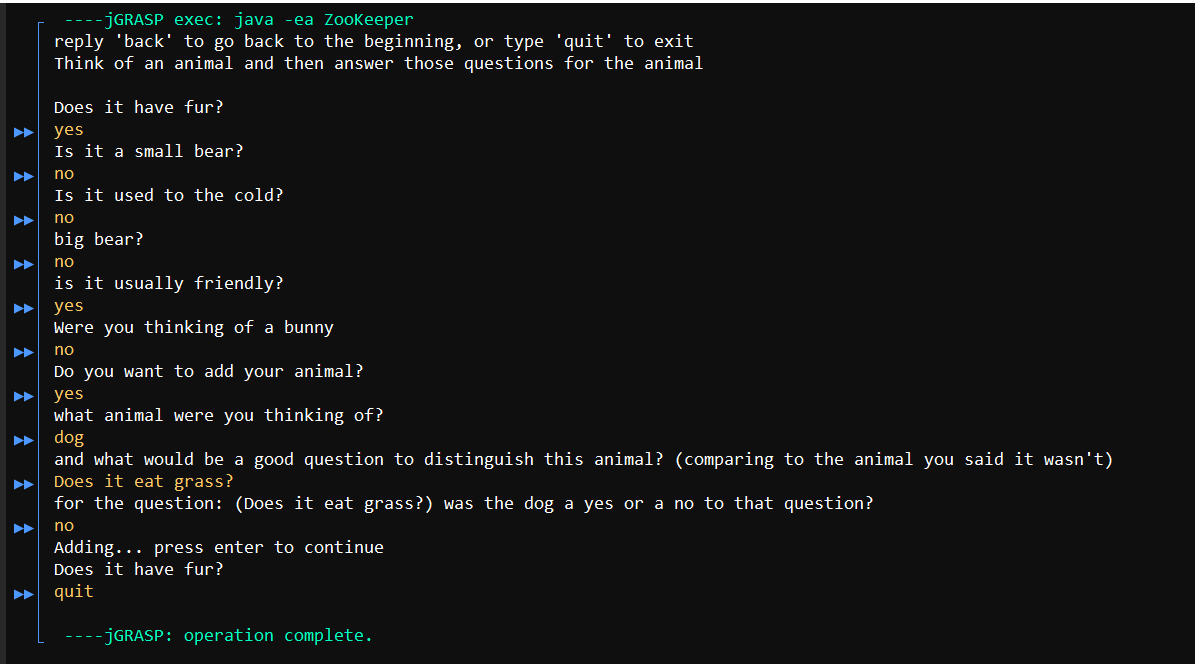 ----jGRASP exec: java -ea ZooKeeper
reply 'back' to go back to the beginning, or type 'quit' to exit
Think of an animal and then answer those questions for the animal
Does it have fur?
yes
Is it a small bear?
no
Is it used to the cold?
no
big bear?
no
is it usually friendly?
yes
Were you thinking of a bunny
no
Do you want to add your animal?
yes
what animal were you thinking of?
dog
and what would be a good question to distinguish this animal? (comparing to the animal you said it wasn't)
Does it eat grass?
for the question: (Does it eat grass?) was the dog a yes or a no to that question?
no
Adding... press enter to continue
Does it have fur?
quit
----jGRASP: operation complete.